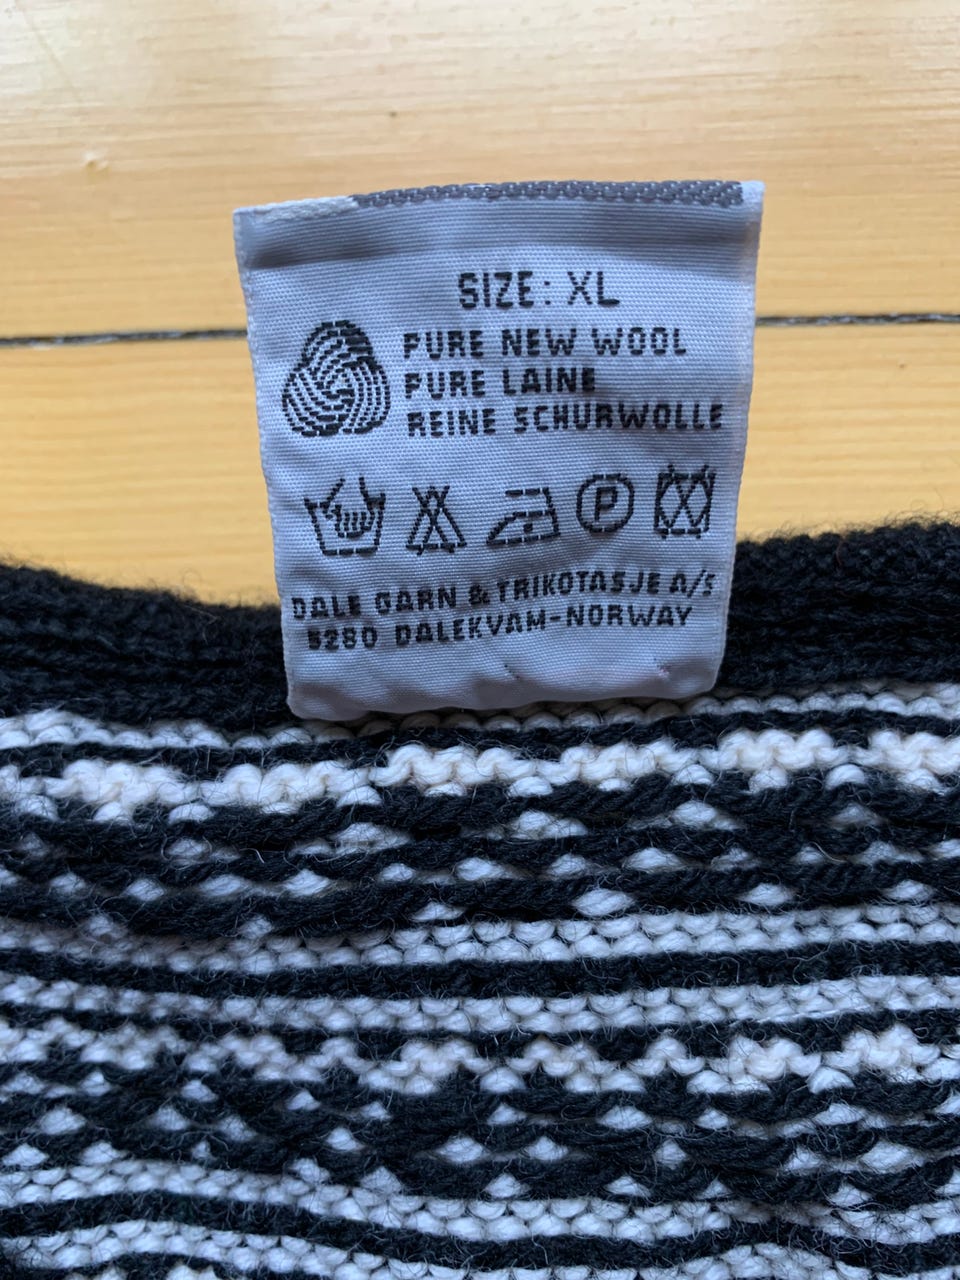 SIZE: XL
PURE NEW WOOL
PURE LAINE
REINE SCHURWOLLE
P
DALE GARN & TRIKOTASJE A/S
5280 DALEKVAM-NORWAY